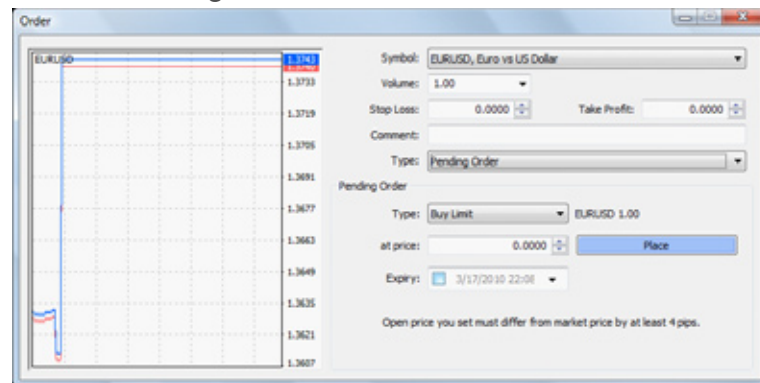 Order
EURUSD
1.3743
1.3733
1.3719
1.3705
1.3691
1.3677
1.3663
1.3649
1.3635
1.3621
1.3607
Symbol: EURUSD, Euro vs US Dollar
Volume: 1.00
Stop Loss: 0.0000 Take Profit: 0.0000
Comment:
Type: Pending Order
Pending Order
Type: Buy Limit EURUSD 1.00
at price: 0.0000 Place
Expiry: 3/17/2010 22:08
Open price you set must differ from market price by at least 4 pips.